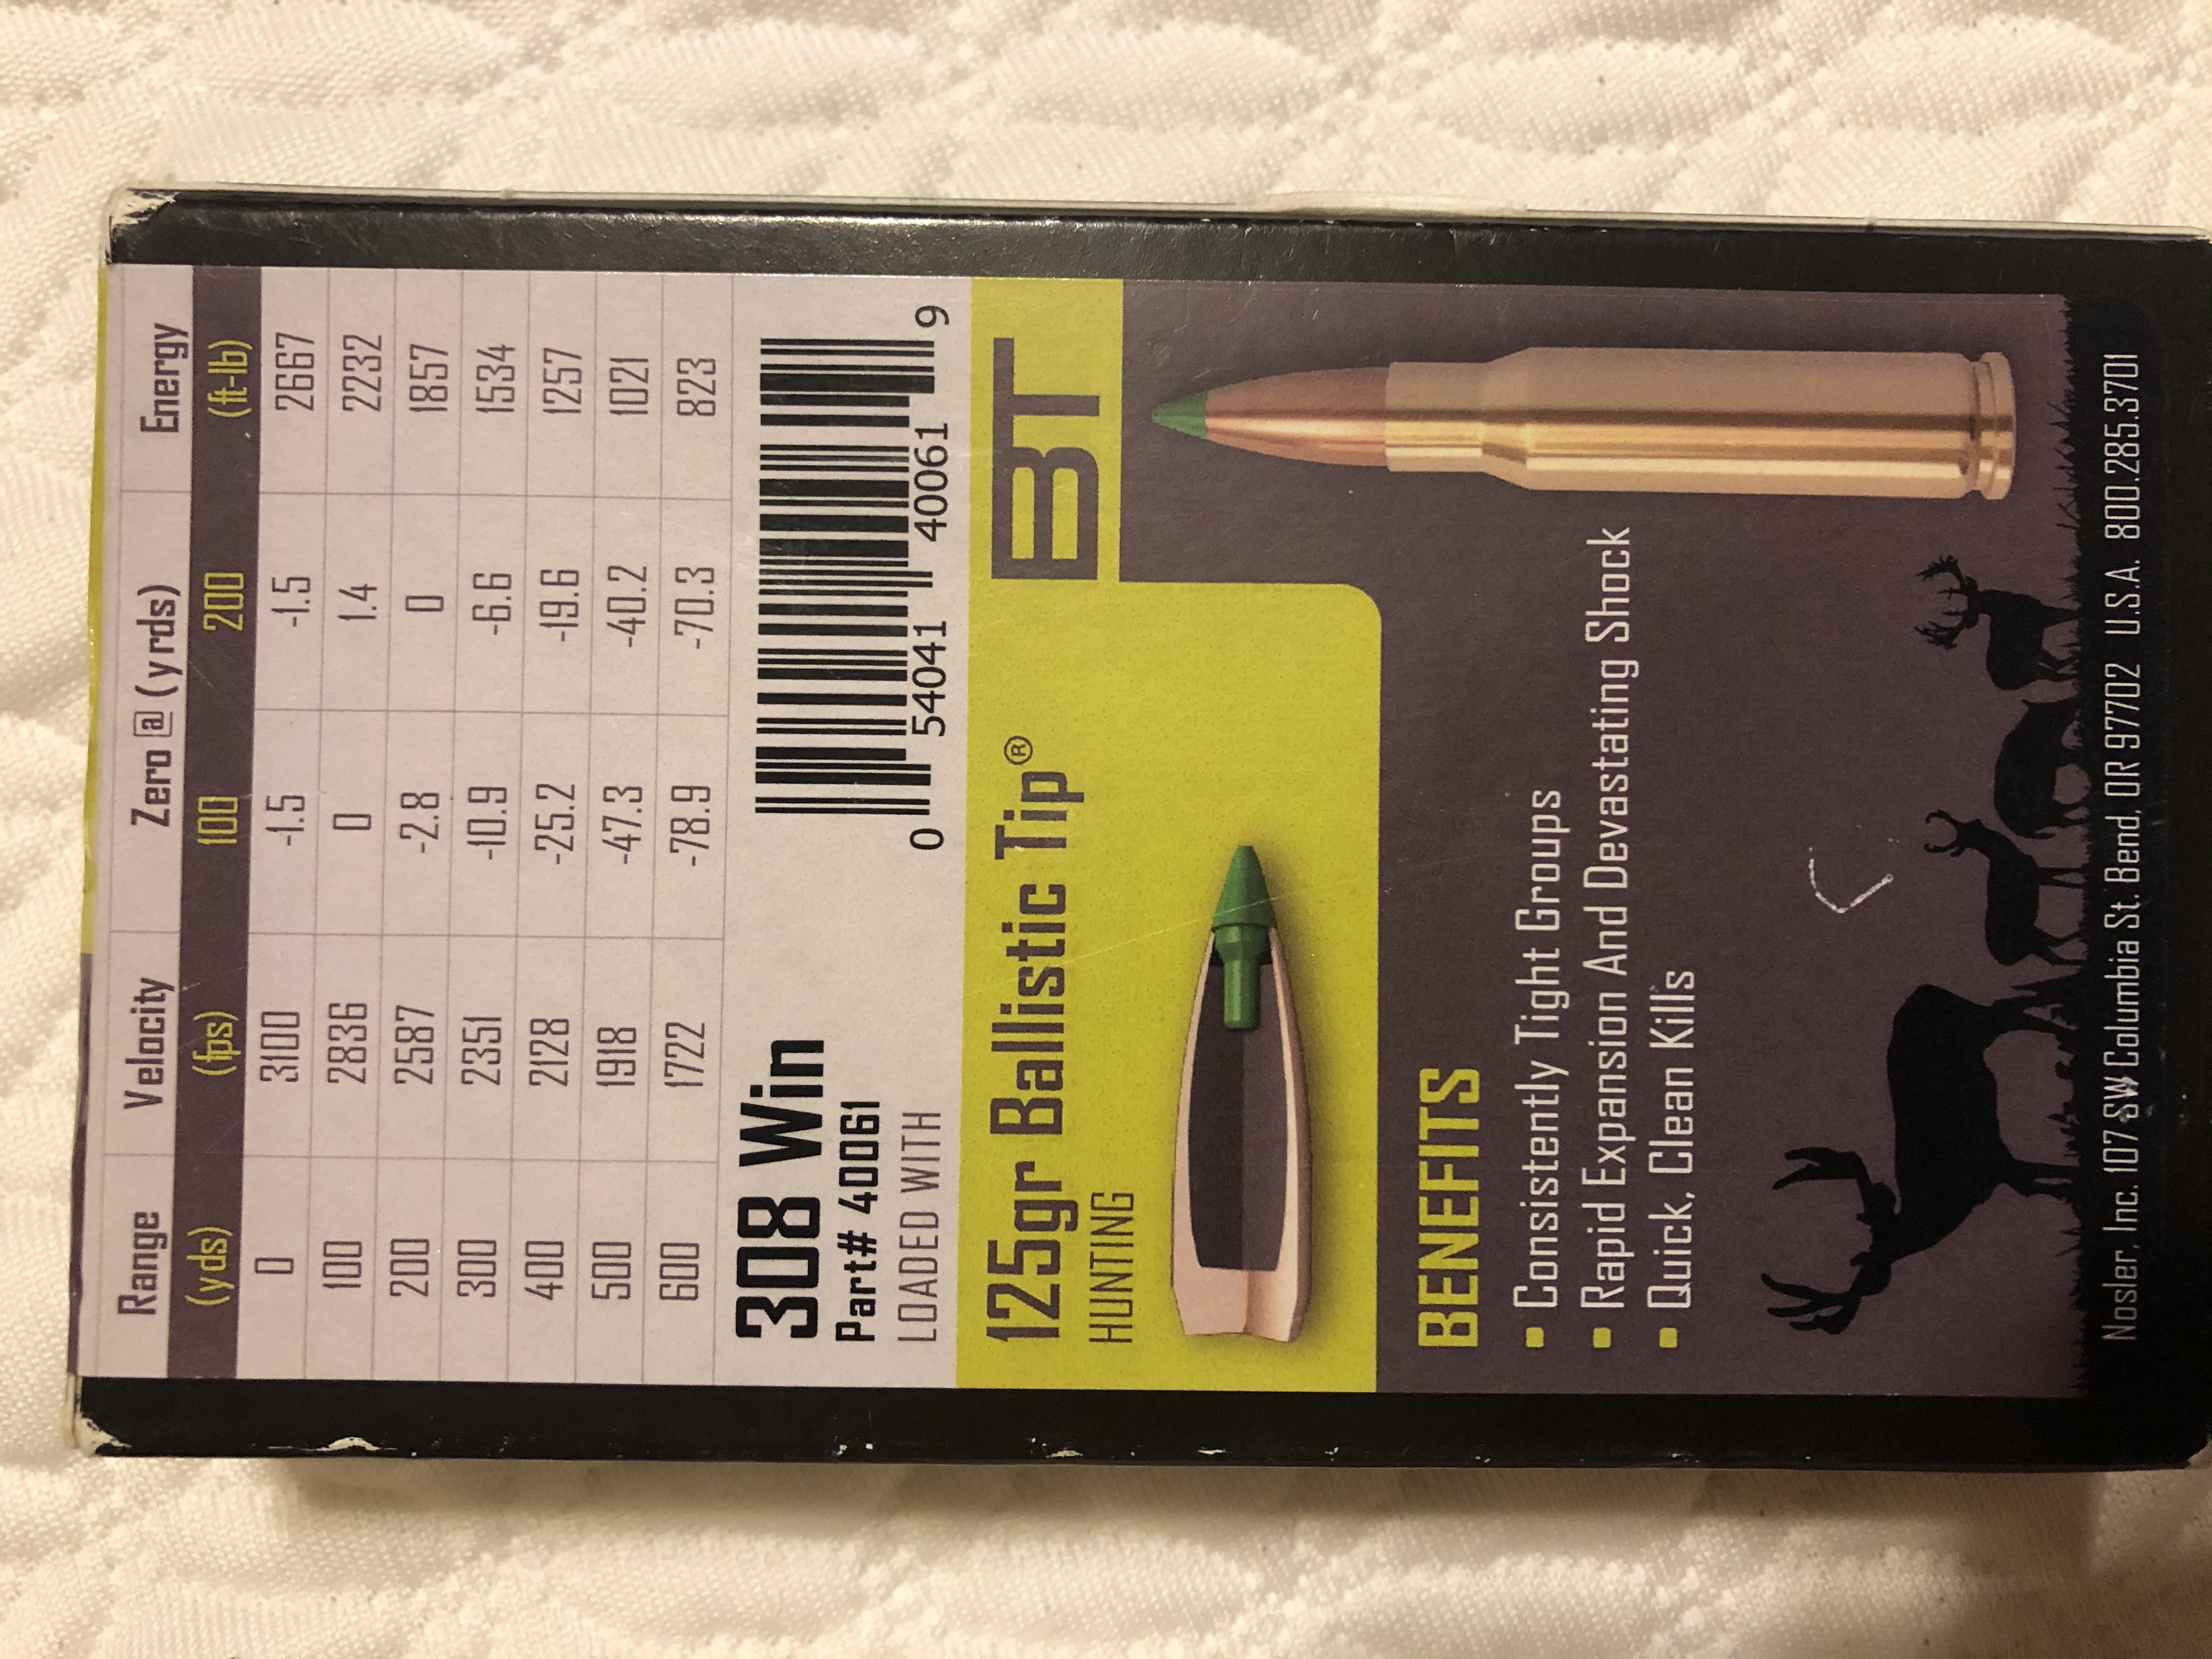 Range Velocity Zero @ (yrds) Energy
(yds) (fps) 100 200 (ft-lb)
0 3100 -1.5 -1.5 2667
100 2836 0 1.4 2232
200 2587 -2.8 0 1857
300 2351 -10.9 -6.6 1534
400 2128 -25.2 -19.6 1257
500 1918 -47.3 -40.2 1021
600 1722 -78.9 -70.3 823
308 Win
Part# 40061
LOADED WITH
0 54041 40061 9
125gr Ballistic Tip®
HUNTING
BT
BENEFITS
▪ Consistently Tight Groups
▪ Rapid Expansion And Devastating Shock
▪ Quick, Clean Kills
Nosler, Inc. 107 SW Columbia St. Bend, OR 97702 U.S.A. 800.285.3701